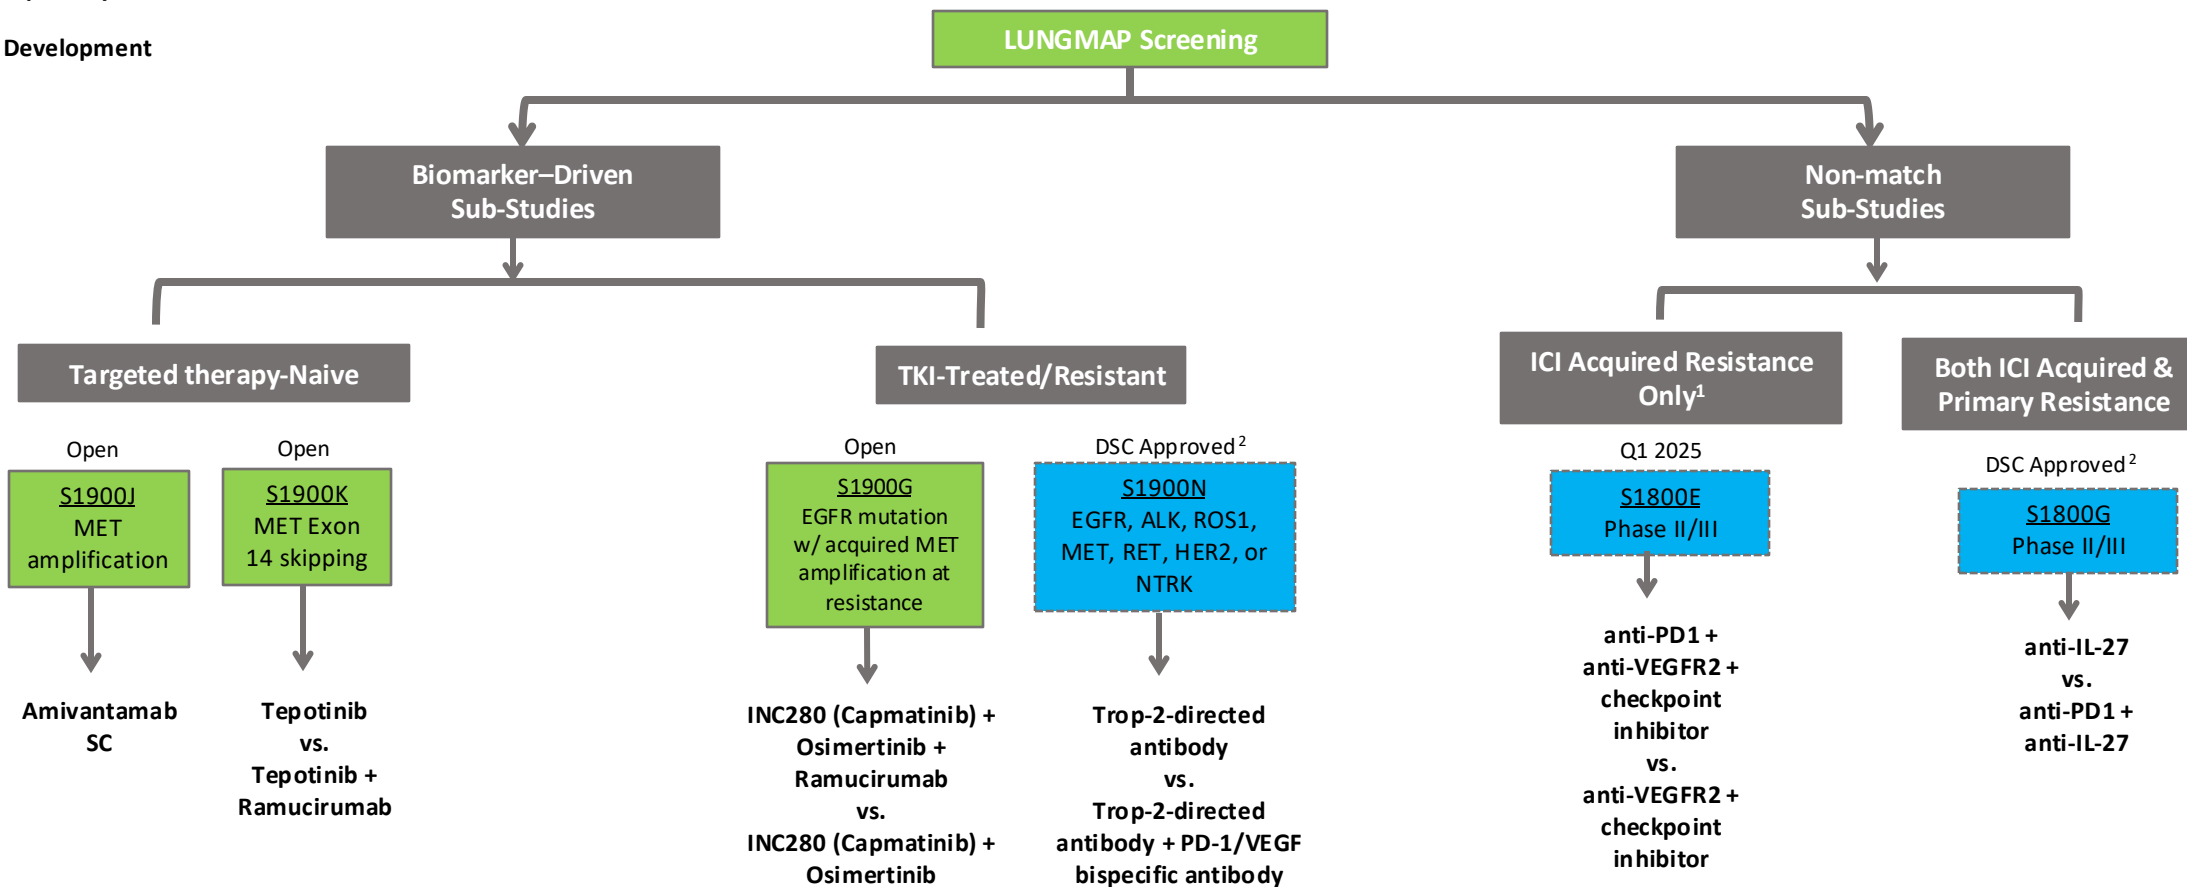 Development
LUNGMAP Screening
Biomarker–Driven
Sub-Studies
Non-match
Sub-Studies
Targeted therapy-Naive
TKI-Treated/Resistant
ICI Acquired Resistance
Only1
Both ICI Acquired &
Primary Resistance
Open
S1900J
MET
amplification
Amivantamab
SC
Open
S1900K
MET Exon
14 skipping
Tepotinib
vs.
Tepotinib +
Ramucirumab
Open
S1900G
EGFR mutation
w/ acquired MET
amplification at
resistance
INC280 (Capmatinib) +
Osimertinib +
Ramucirumab
vs.
INC280 (Capmatinib) +
Osimertinib
DSC Approved2
S1900N
EGFR, ALK, ROS1,
MET, RET, HER2, or
NTRK
Trop-2-directed
antibody
vs.
Trop-2-directed
antibody + PD-1/VEGF
bispecific antibody
Q1 2025
S1800E
Phase II/III
anti-PD1 +
anti-VEGFR2 +
checkpoint
inhibitor
vs.
anti-VEGFR2 +
checkpoint
inhibitor
DSC Approved2
S1800G
Phase II/III
anti-IL-27
vs.
anti-PD1 +
anti-IL-27